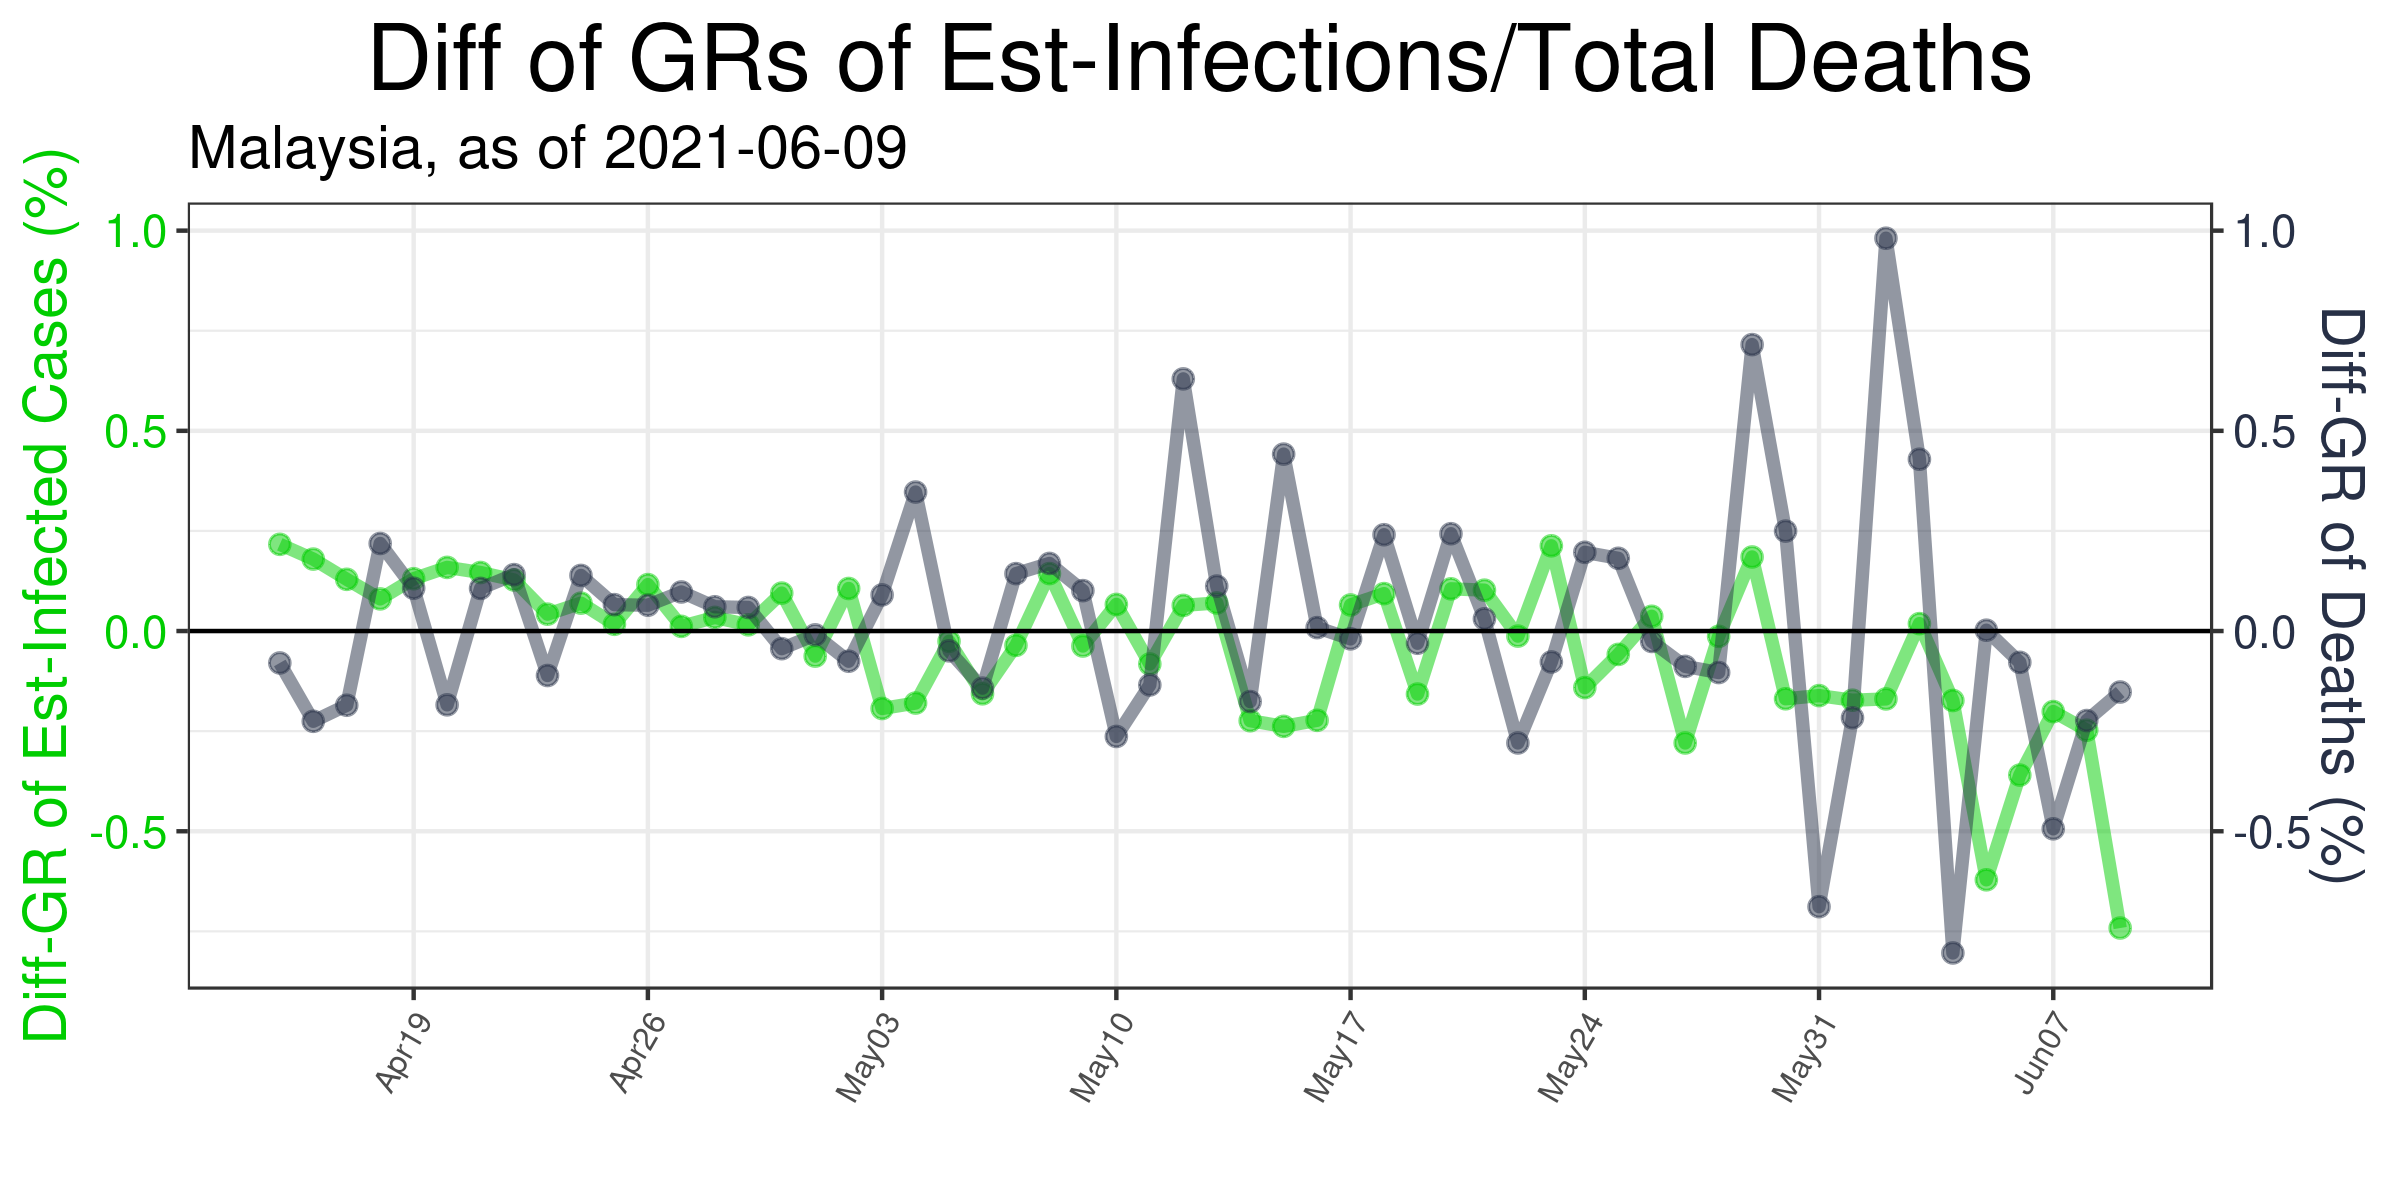 Diff of GRs of Est-Infections/Total Deaths
Malaysia, as of 2021-06-09
Diff-GR of Est-Infected Cases (%)
1.0
0.5
0.0
-0.5
1.0
0.5
0.0
-0.5
Diff-GR of Deaths (%)
Apr19
Apr26
May03
May10
May17
May24
May31
Jun07